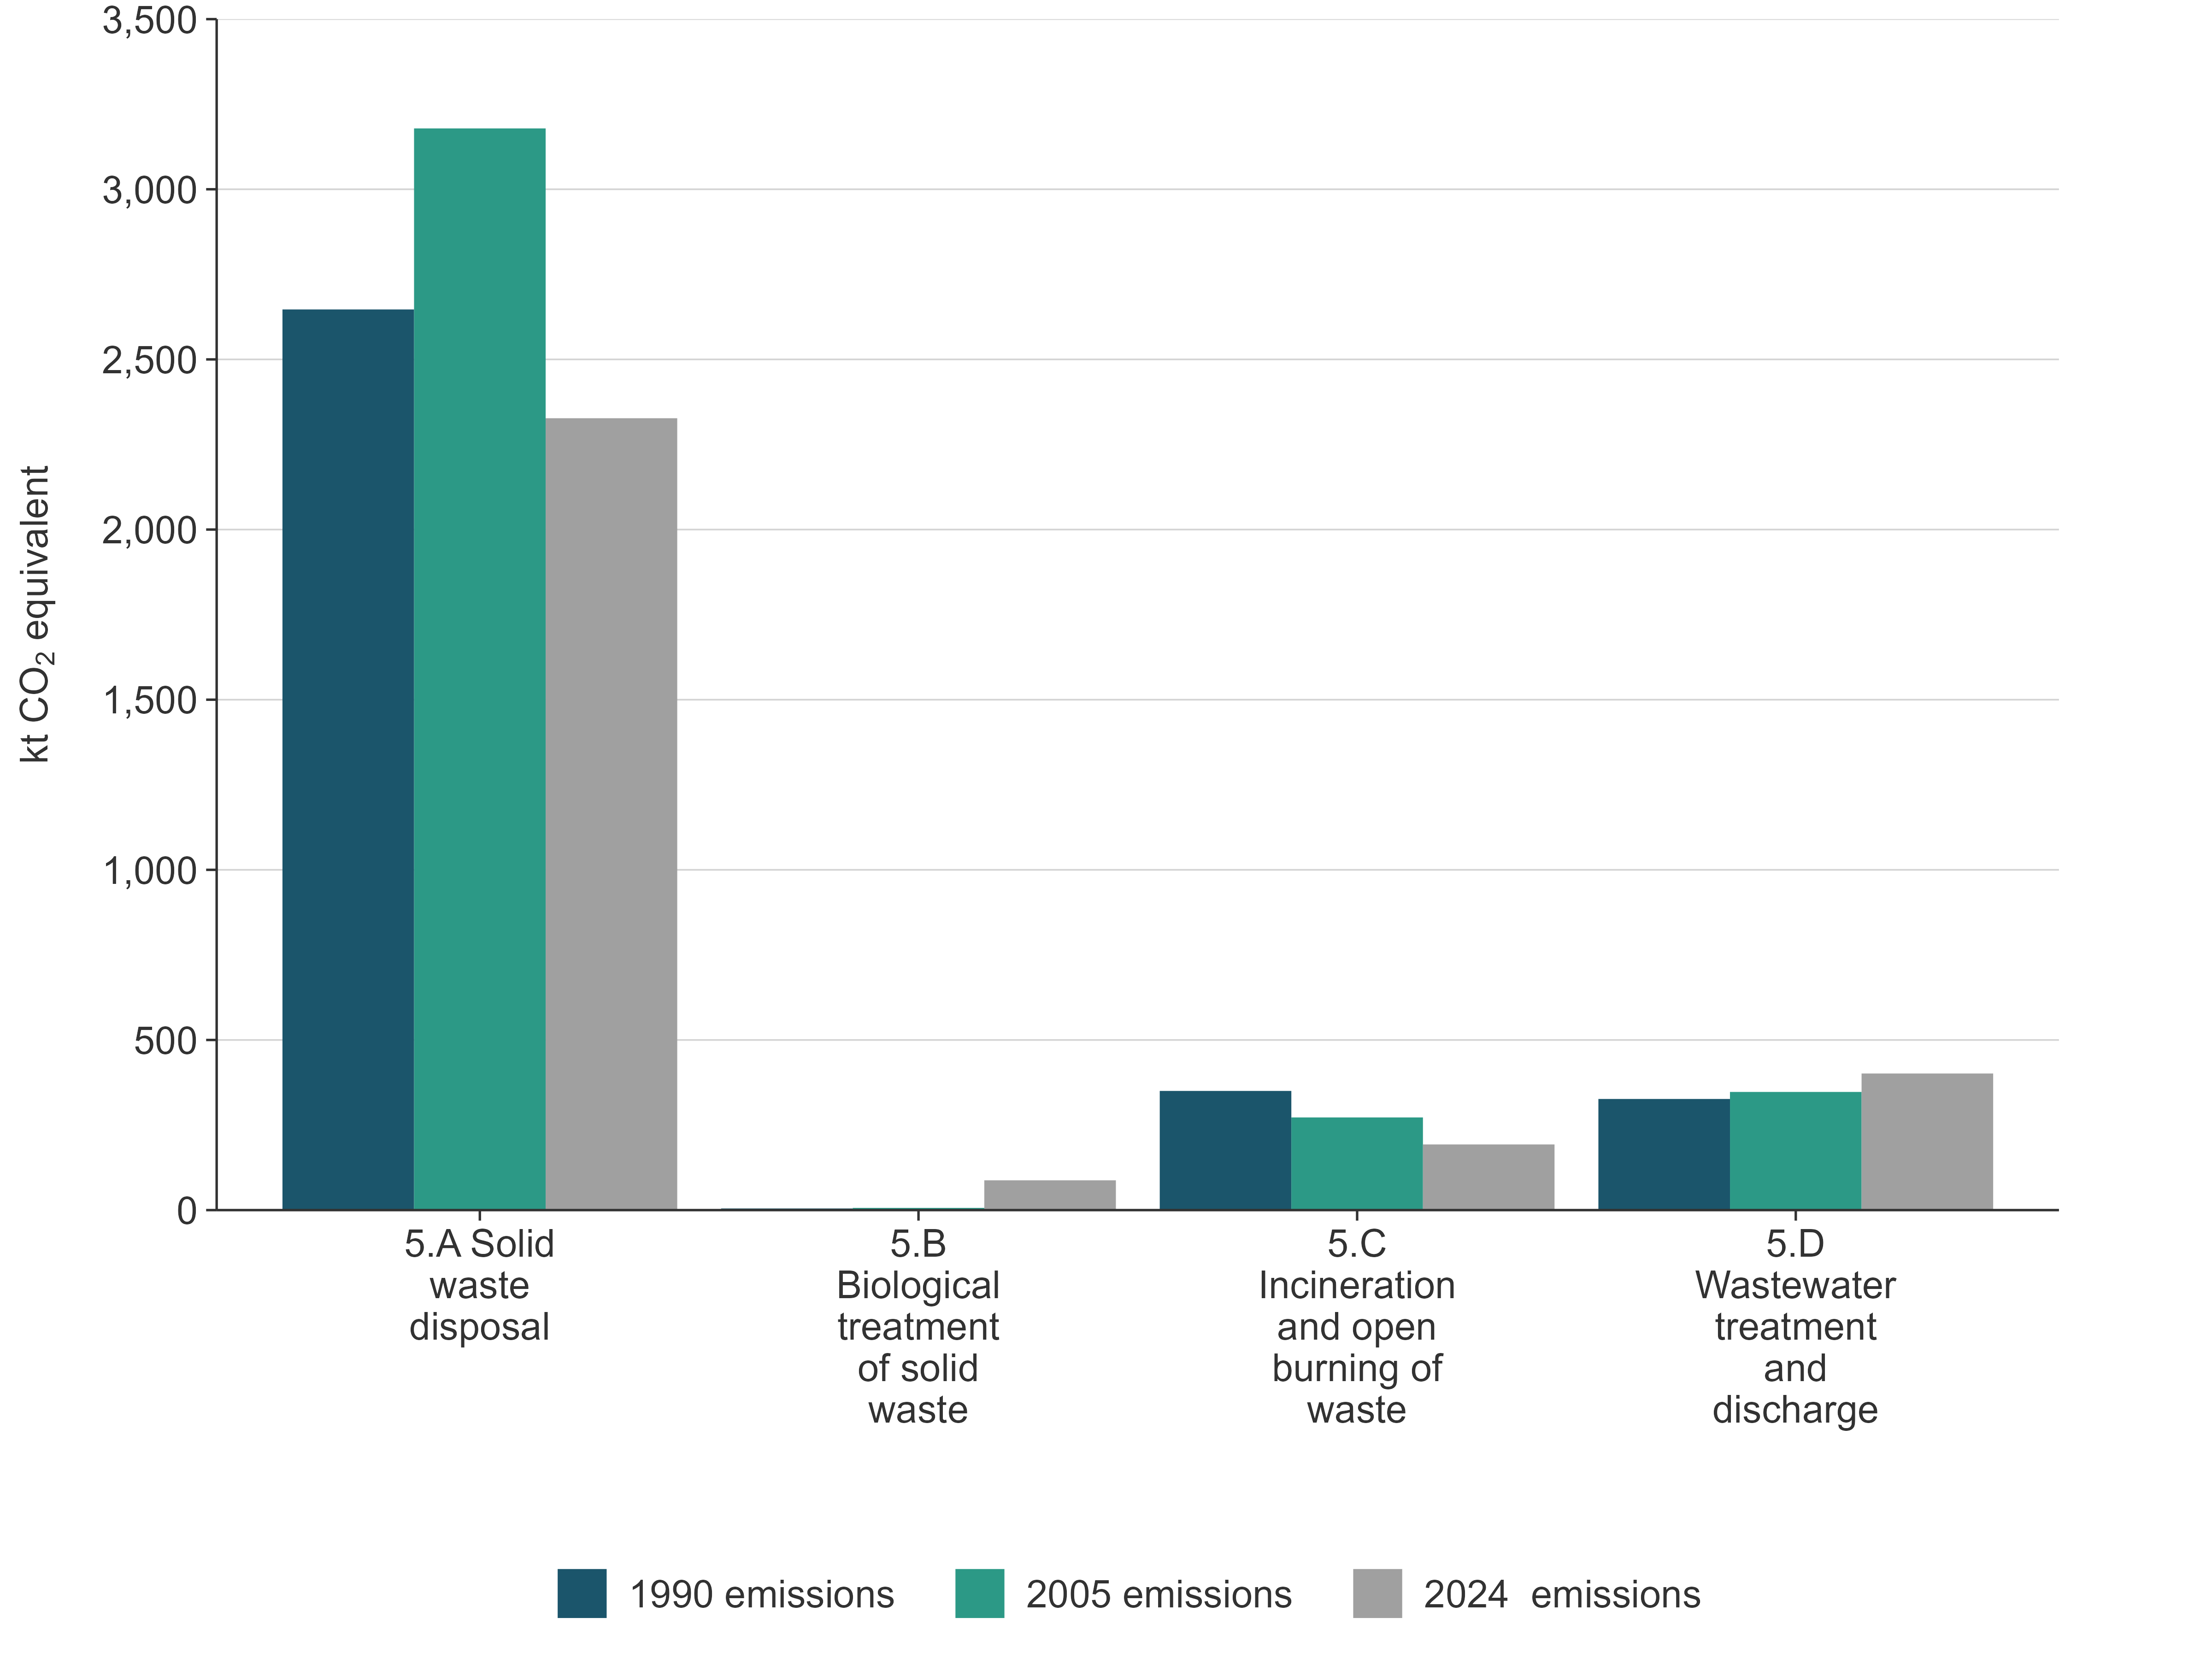 3,500
3,000
2,500
2,000
1,500
1,000
500
0
kt CO₂ equivalent
5.A Solid
waste
disposal
5.B
Biological
treatment
of solid
waste
5.C
Incineration
and open
burning of
waste
5.D
Wastewater
treatment
and
discharge
1990 emissions
2005 emissions
2024  emissions